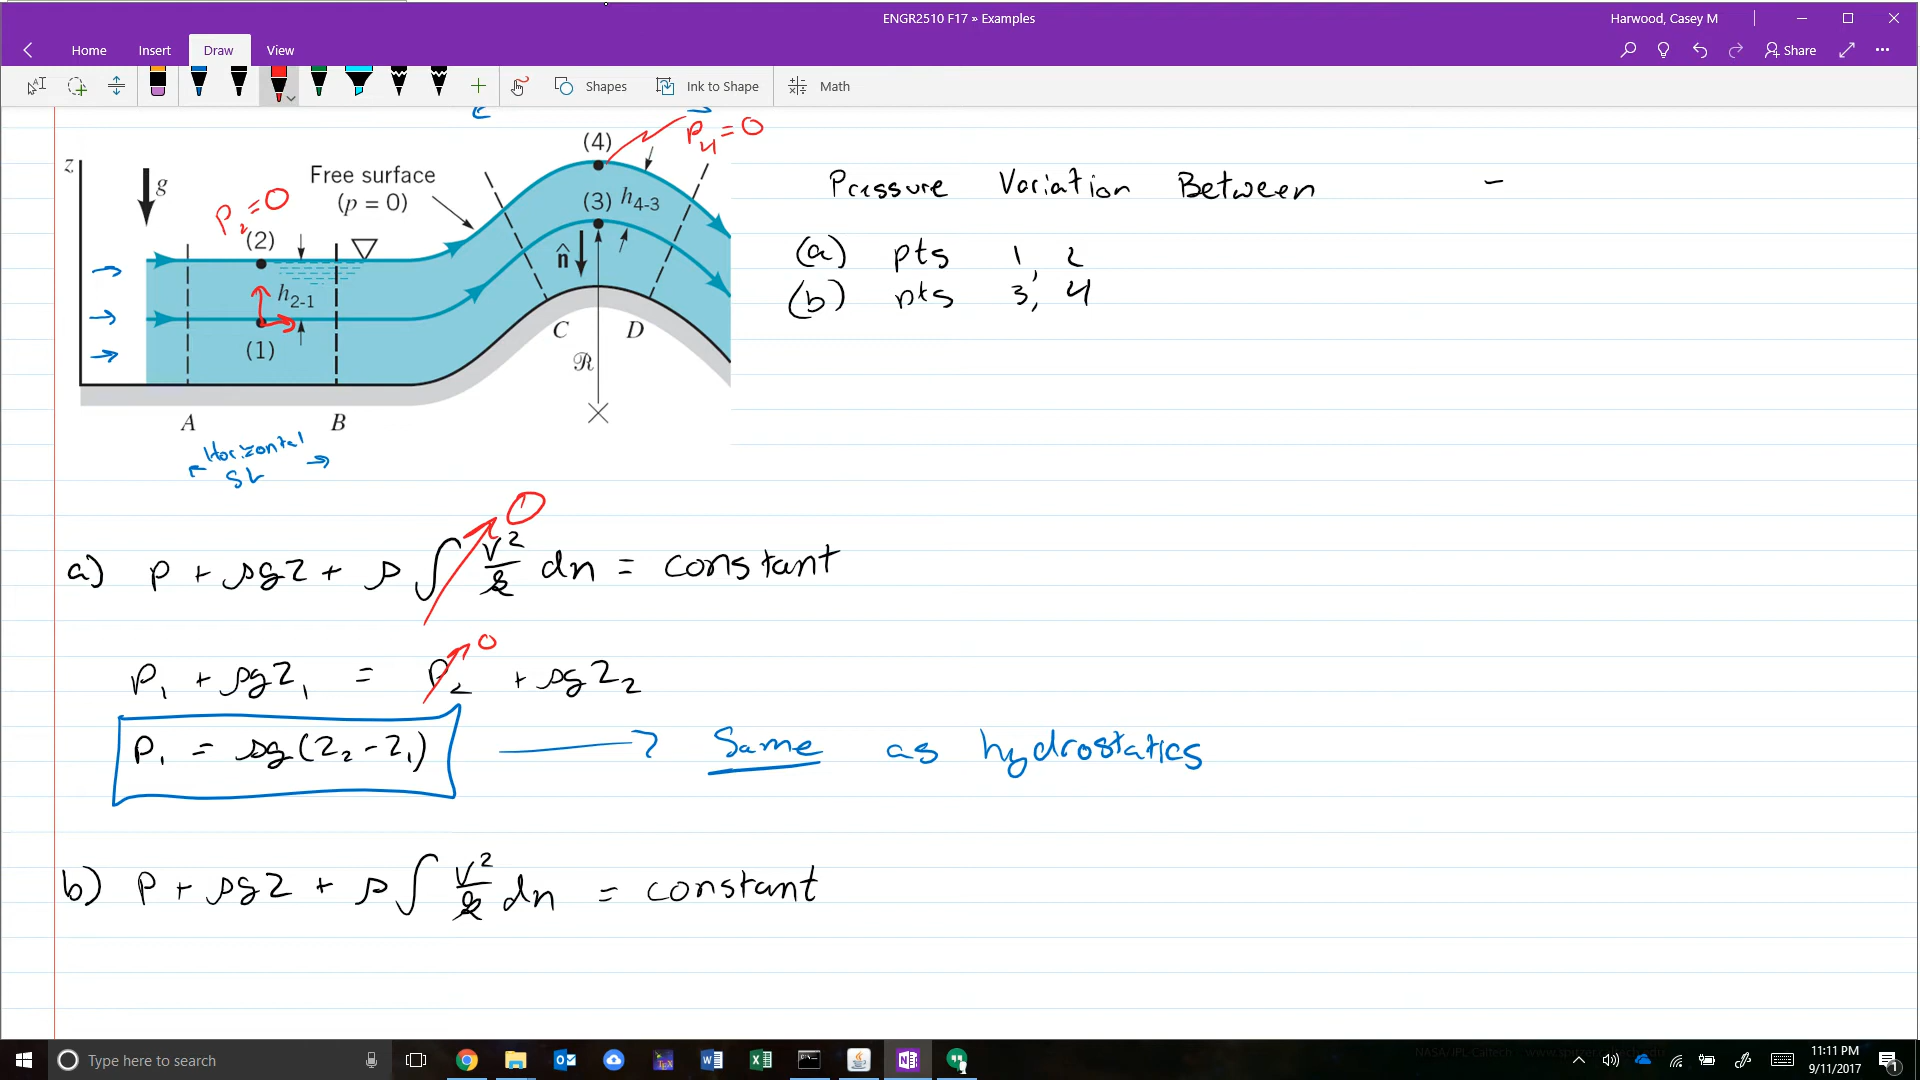 ENGR2510 F17 » Examples
Harwood, Casey M
Home Insert Draw View
Share
Shapes
Ink to Shape
Math
(4)
P4 = 0
z
g
Free surface
(p = 0)
(3) h4-3
P2 = 0
(2)
n̂
h2-1
(1)
C D
ℛ
A B
Horizontal
SL
Pressure Variation Between -
(a) pts 1, 2
(b) pts 3, 4
0
a) p + ρgz + ρ ∫ V²/ℛ dn = constant
0
P1 + ρgz1 = P2 + ρgz2
P1 = ρg(z2 - z1) → Same as hydrostatics
b) p + ρgz + ρ ∫ V²/ℛ dn = constant
Type here to search
11:11 PM
9/11/2017
1